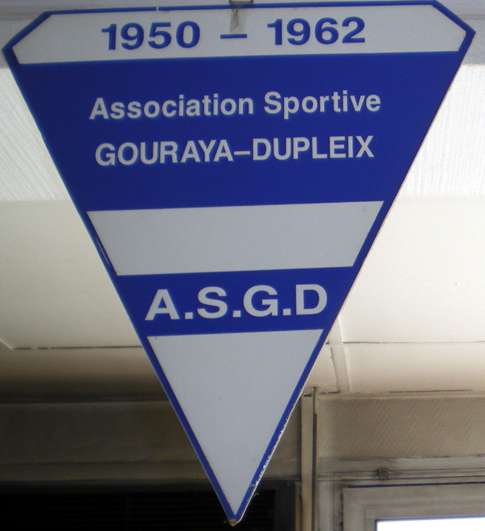 1950 – 1962
Association Sportive
GOURAYA–DUPLEIX
A.S.G.D